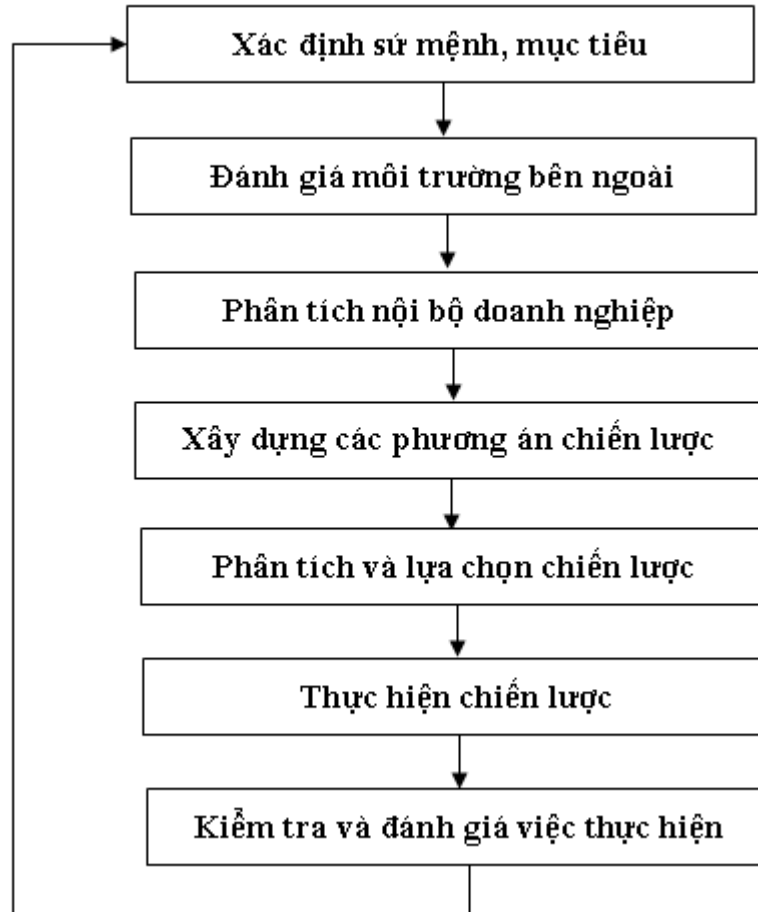 Xác định sứ mệnh, mục tiêu
Đánh giá môi trường bên ngoài
Phân tích nội bộ doanh nghiệp
Xây dựng các phương án chiến lược
Phân tích và lựa chọn chiến lược
Thực hiện chiến lược
Kiểm tra và đánh giá việc thực hiện